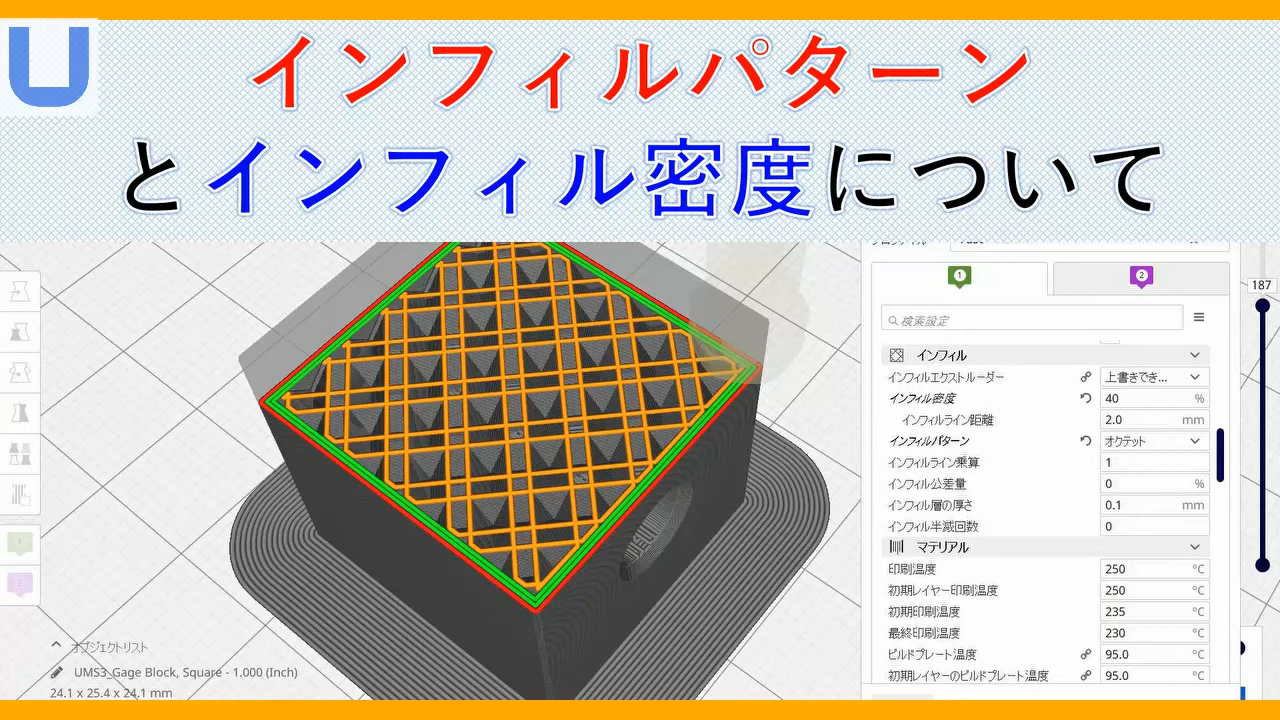 U
インフィルパターン
とインフィル密度について
1
2
187
検索設定
インフィル
インフィルエクストルーダー 上書きでき...
インフィル密度 40 %
インフィルライン距離 2.0 mm
インフィルパターン オクテット
インフィルライン乗算 1
インフィル公差量 0 %
インフィル層の厚さ 0.1 mm
インフィル半減回数 0
マテリアル
印刷温度 250 °C
初期レイヤー印刷温度 250 °C
初期印刷温度 235 °C
最終印刷温度 230 °C
ビルドプレート温度 95.0 °C
初期レイヤーのビルドプレート温度 95.0 °C
オブジェクトリスト
UMS3_Gage Block, Square - 1.000 (Inch)
24.1 x 25.4 x 24.1 mm